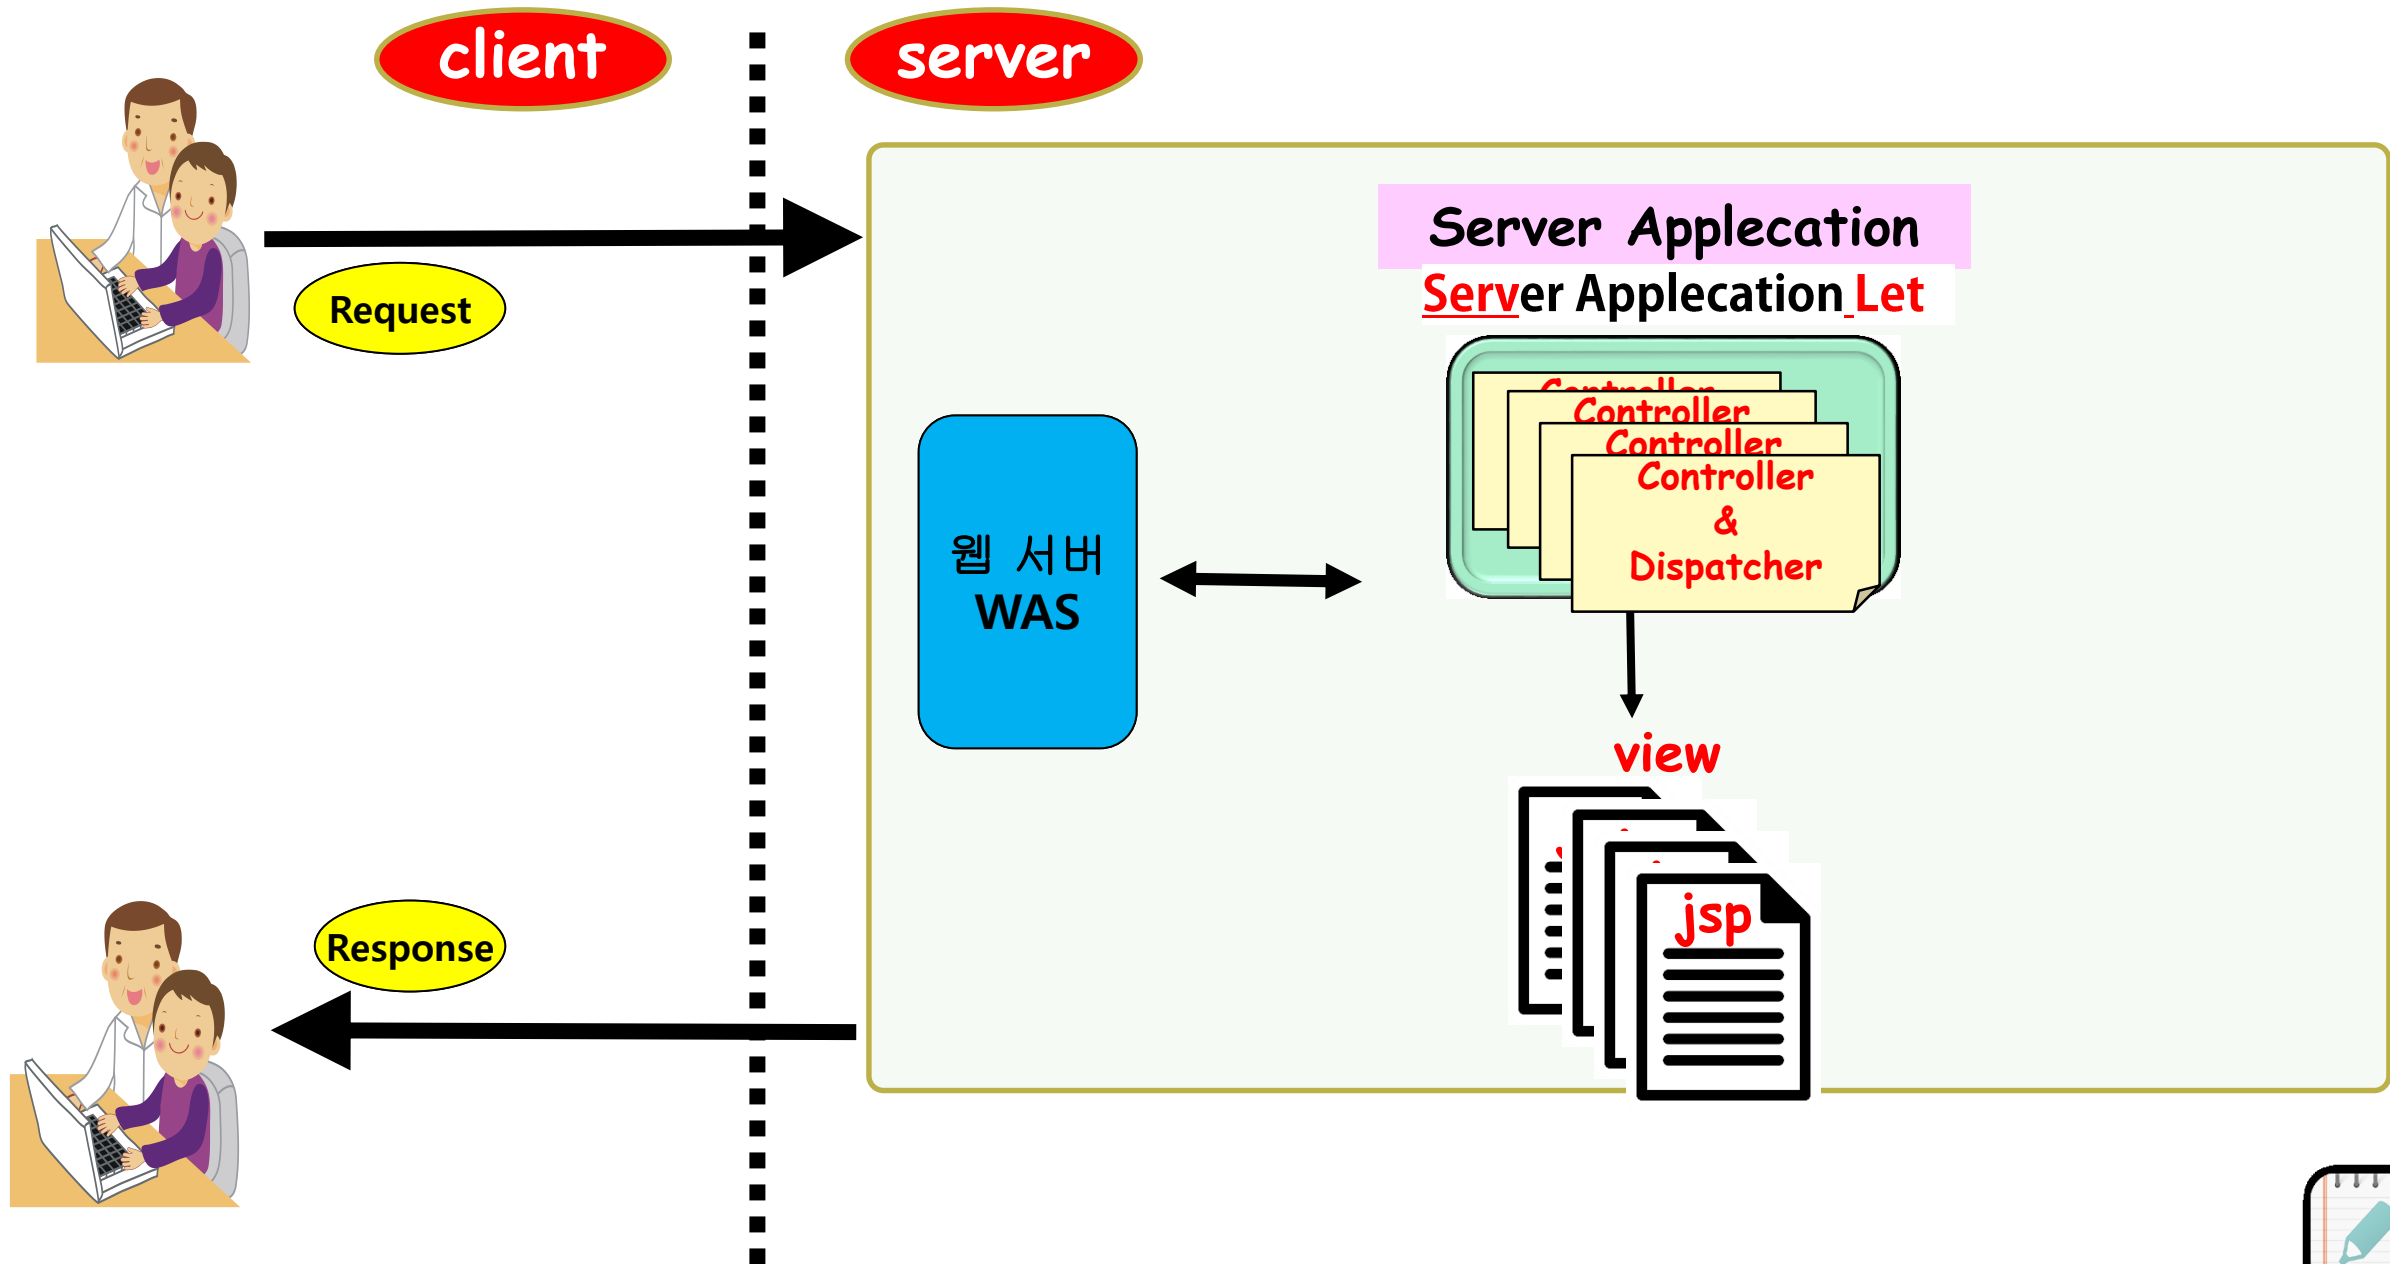 client
server
Server Applecation
Server Applecation Let
Request
Controller
Controller
Controller
Controller
&
Dispatcher
웹 서버
WAS
view
jsp
Response